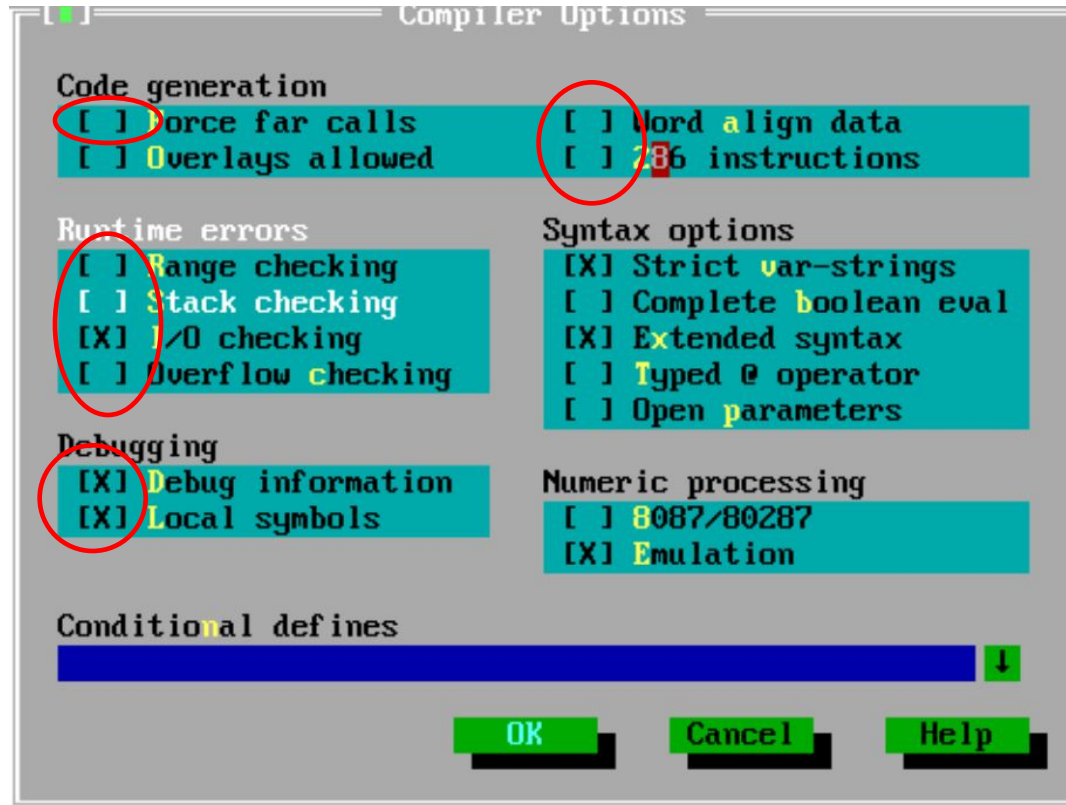 [ ] Compiler Options
Code generation
[ ] Force far calls [ ] Word align data
[ ] Overlays allowed [ ] 286 instructions
Runtime errors
[ ] Range checking
[ ] Stack checking
[X] I/O checking
[ ] Overflow checking
Syntax options
[X] Strict var-strings
[ ] Complete boolean eval
[X] Extended syntax
[ ] Typed @ operator
[ ] Open parameters
Debugging
[X] Debug information
[X] Local symbols
Numeric processing
[ ] 8087/80287
[X] Emulation
Conditional defines
↓
OK Cancel Help